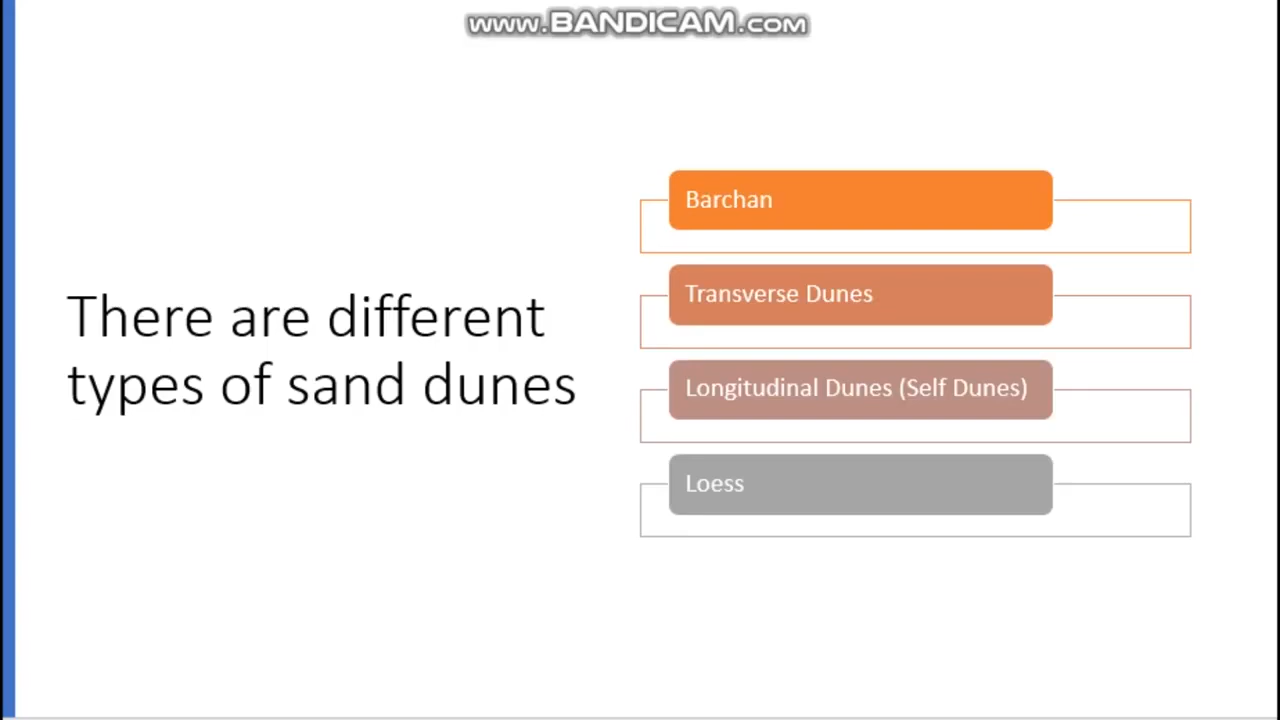 www.BANDICAM.com
There are different
types of sand dunes
Barchan
Transverse Dunes
Longitudinal Dunes (Self Dunes)
Loess